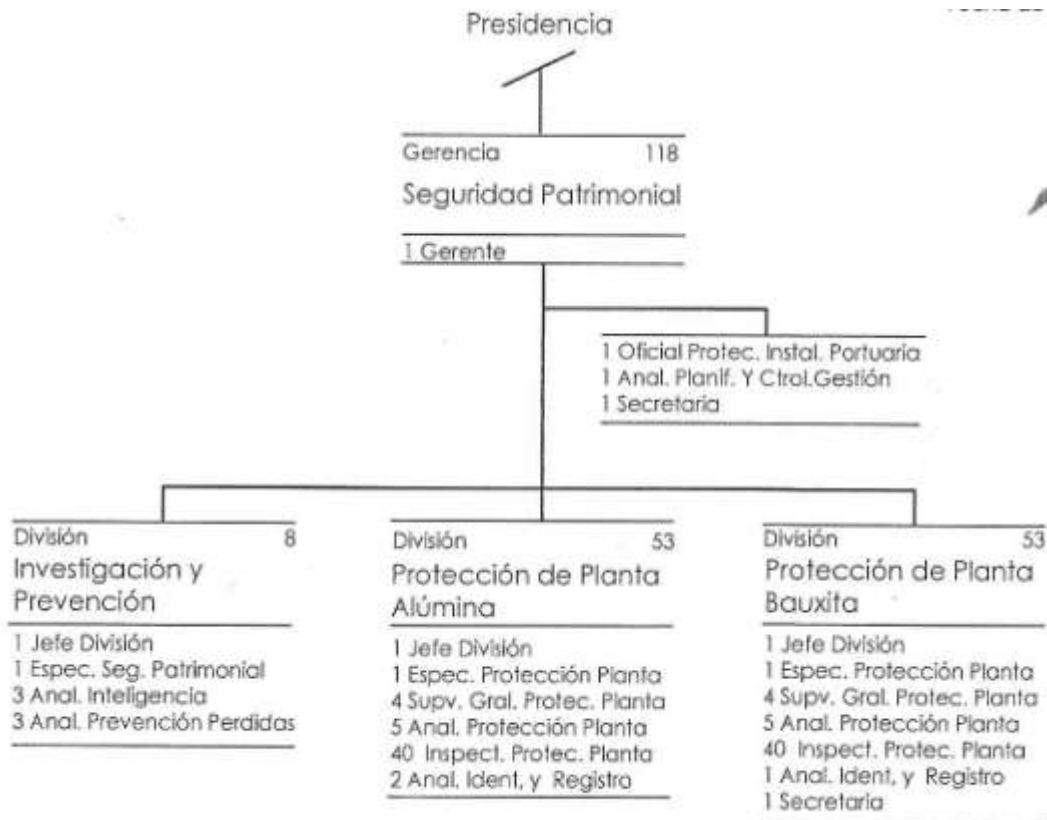 Presidencia
Gerencia 118
Seguridad Patrimonial
1 Gerente
1 Oficial Protec. Instal. Portuaria
1 Anal. Planif. Y Ctrol.Gestión
1 Secretaria
División 8
Investigación y
Prevención
1 Jefe División
1 Espec. Seg. Patrimonial
3 Anal. Inteligencia
3 Anal. Prevención Perdidas
División 53
Protección de Planta
Alúmina
1 Jefe División
1 Espec. Protección Planta
4 Supv. Gral. Protec. Planta
5 Anal. Protección Planta
40 Inspect. Protec. Planta
2 Anal. Ident, y Registro
División 53
Protección de Planta
Bauxita
1 Jefe División
1 Espec. Protección Planta
4 Supv. Gral. Protec. Planta
5 Anal. Protección Planta
40 Inspect. Protec. Planta
1 Anal. Ident, y Registro
1 Secretaria